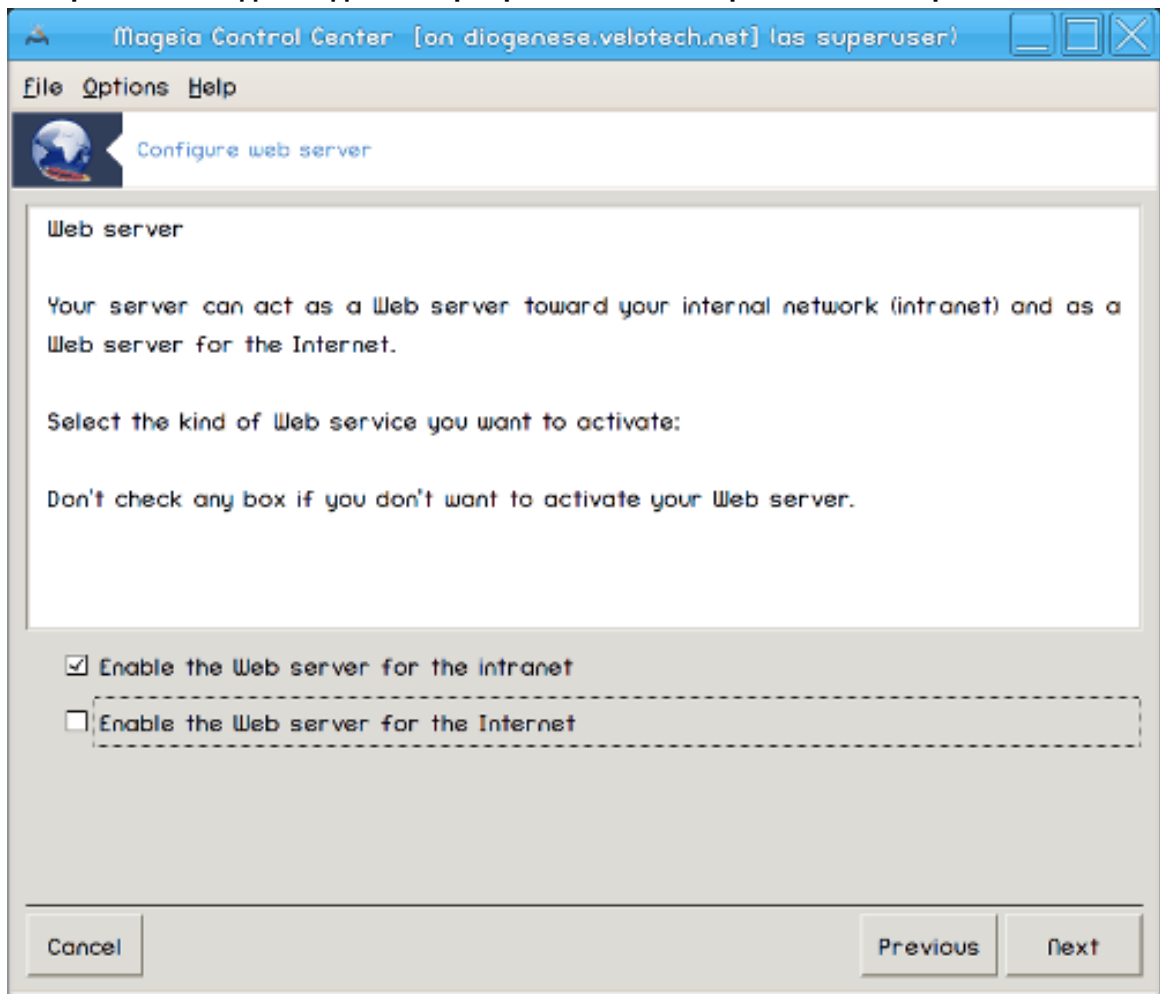 Mageia Control Center [on diogenese.velotech.net] (as superuser)
File Options Help
Configure web server
Web server
Your server can act as a Web server toward your internal network (intranet) and as a
Web server for the Internet.
Select the kind of Web service you want to activate:
Don't check any box if you don't want to activate your Web server.
Enable the Web server for the intranet
Enable the Web server for the Internet
Cancel Previous Next